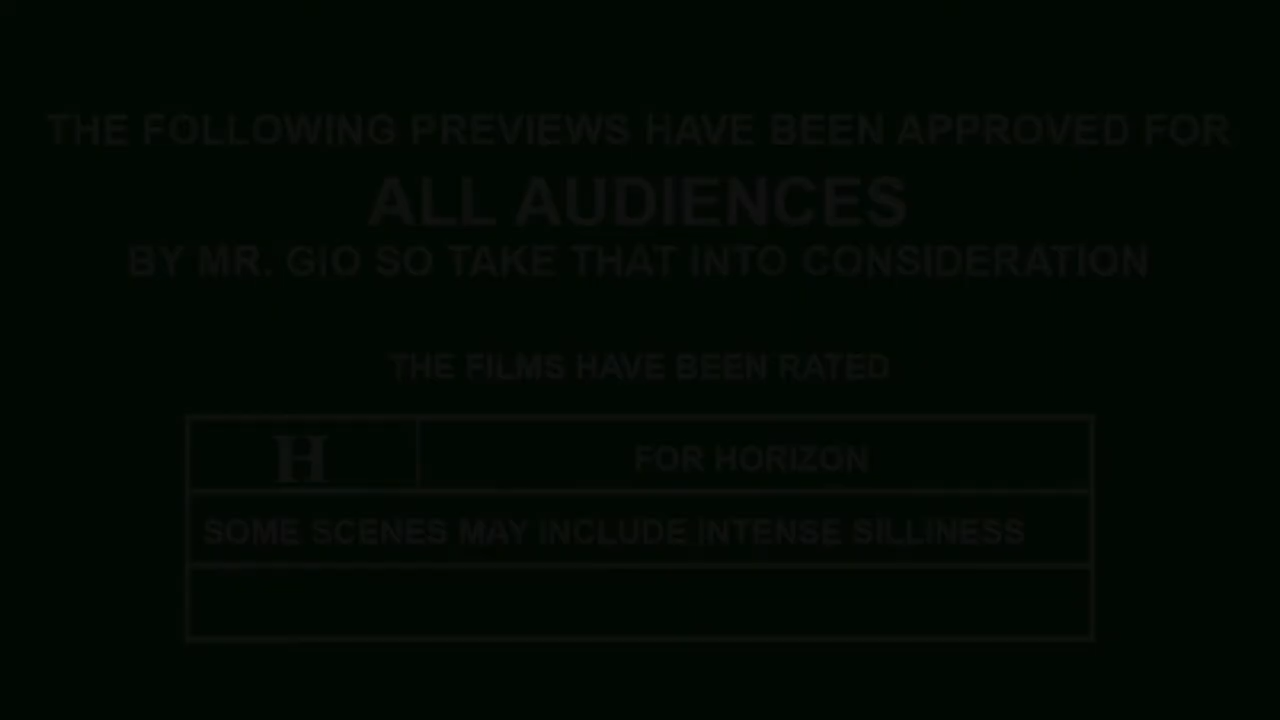 THE FOLLOWING PREVIEWS HAVE BEEN APPROVED FOR
ALL AUDIENCES
BY MR. GIO SO TAKE THAT INTO CONSIDERATION
THE FILMS HAVE BEEN RATED
H FOR HORIZON
SOME SCENES MAY INCLUDE INTENSE SILLINESS